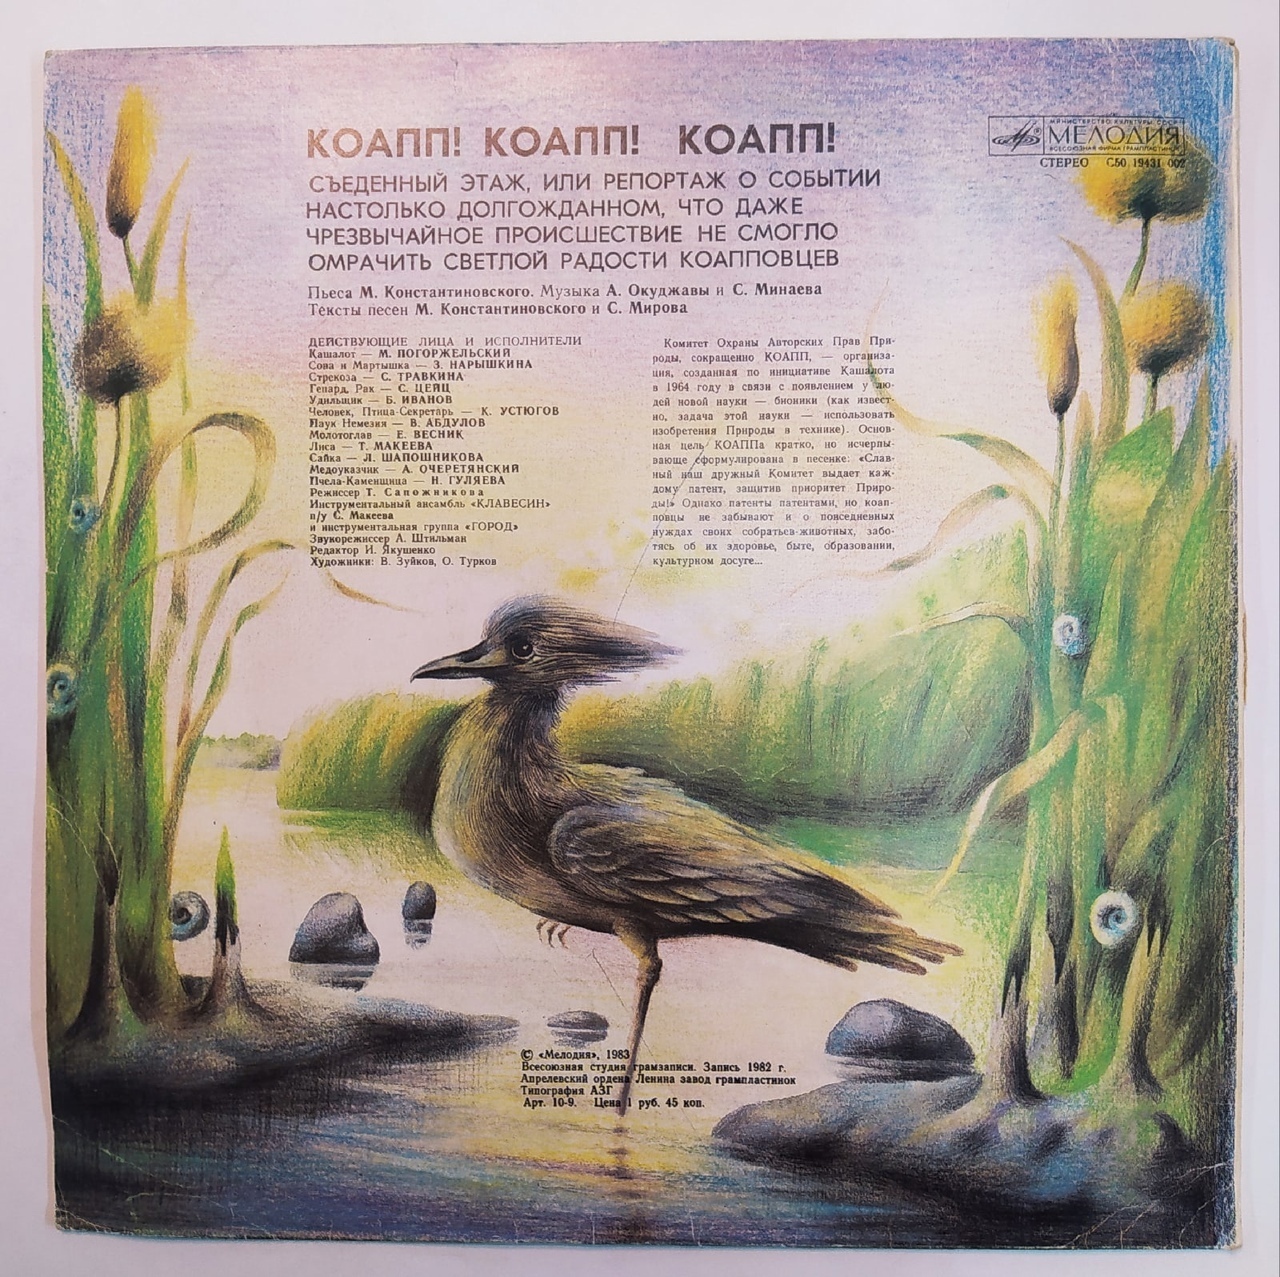 КОАПП! КОАПП! КОАПП!
СЪЕДЕННЫЙ ЭТАЖ, ИЛИ РЕПОРТАЖ О СОБЫТИИ
НАСТОЛЬКО ДОЛГОЖДАННОМ, ЧТО ДАЖЕ
ЧРЕЗВЫЧАЙНОЕ ПРОИСШЕСТВИЕ НЕ СМОГЛО
ОМРАЧИТЬ СВЕТЛОЙ РАДОСТИ КОАППОВЦЕВ
Пьеса М. Константиновского. Музыка А. Окуджавы и С. Минаева
Тексты песен М. Константиновского и С. Мирова
МИНИСТЕРСТВО КУЛЬТУРЫ СССР
МЕЛОДИЯ
ВСЕСОЮЗНАЯ ФИРМА ГРАМПЛАСТИНОК
СТЕРЕО С50 19431 002
ДЕЙСТВУЮЩИЕ ЛИЦА И ИСПОЛНИТЕЛИ
Кашалот — М. ПОГОРЖЕЛЬСКИЙ
Сова и Мартышка — З. НАРЫШКИНА
Стрекоза — С. ТРАВКИНА
Гепард, Рак — С. ЦЕЙЦ
Удильщик — Б. ИВАНОВ
Человек, Птица-Секретарь — К. УСТЮГОВ
Паук Немезия — В. АБДУЛОВ
Молотоглав — Е. ВЕСНИК
Лиса — Т. МАКЕЕВА
Сайка — Л. ШАПОШНИКОВА
Медоуказчик — А. ОЧЕРЕТЯНСКИЙ
Пчела-Каменщица — Н. ГУЛЯЕВА
Режиссер Т. Сапожникова
Инструментальный ансамбль «КЛАВЕСИН»
п/у С. Макеева
и инструментальная группа «ГОРОД»
Звукорежиссер А. Штильман
Редактор И. Якушенко
Художники: В. Зуйков, О. Турков
Комитет Охраны Авторских Прав При-
роды, сокращенно КОАПП, — организа-
ция, созданная по инициативе Кашалота
в 1964 году в связи с появлением у лю-
дей новой науки — бионики (как извест-
но, задача этой науки — использовать
изобретения Природы в технике). Основ-
ная цель КОАППа кратко, но исчерпы-
вающе сформулирована в песенке: «Слав-
ный наш дружный Комитет выдает каж-
дому патент, защитив приоритет Приро-
ды!» Однако патенты патентами, но коап-
повцы не забывают и о повседневных
нуждах своих собратьев-животных, забо-
тясь об их здоровье, быте, образовании,
культурном досуге...
© «Мелодия», 1983
Всесоюзная студия грамзаписи. Запись 1982 г.
Апрелевский ордена Ленина завод грампластинок
Типография АЗГ
Арт. 10-9. Цена 1 руб. 45 коп.